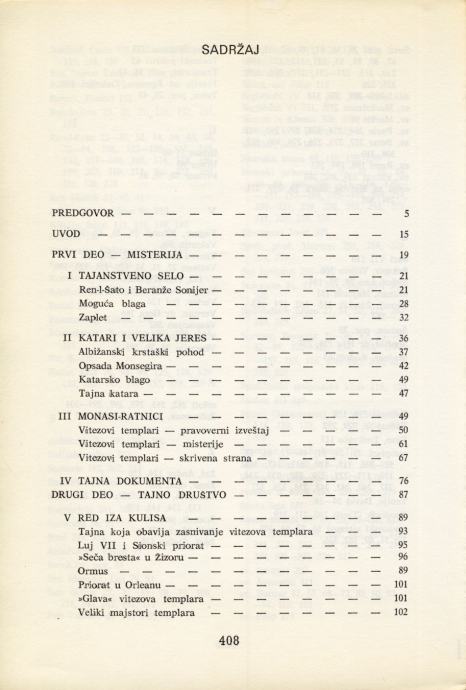 SADRŽAJ
PREDGOVOR — — — — — — — — — — — — 5
UVOD — — — — — — — — — — — — — 15
PRVI DEO — MISTERIJA — — — — — — — — — 19
I TAJANSTVENO SELO — — — — — — — — — 21
Ren-l-Šato i Beranže Sonijer — — — — — — — — 21
Moguća blaga — — — — — — — — — — — 28
Zaplet — — — — — — — — — — — — 32
II KATARI I VELIKA JERES — — — — — — — — 36
Albižanski krstaški pohod — — — — — — — — 37
Opsada Monsegira — — — — — — — — — — 42
Katarsko blago — — — — — — — — — — 49
Tajna katara — — — — — — — — — — — 47
III MONASI-RATNICI — — — — — — — — — — 49
Vitezovi templari — pravoverni izveštaj — — — — — 50
Vitezovi templari — misterije — — — — — — — 61
Vitezovi templari — skrivena strana — — — — — — 67
IV TAJNA DOKUMENTA — — — — — — — — — 76
DRUGI DEO — TAJNO DRUSTVO — — — — — — — 87
V RED IZA KULISA — — — — — — — — — 89
Tajna koja obavija zasnivanje vitezova templara — — — 93
Luj VII i Sionski priorat — — — — — — — — 95
»Seča bresta« u Žizoru — — — — — — — — — 96
Ormus — — — — — — — — — — — — 89
Priorat u Orleanu — — — — — — — — — — 101
»Glava« vitezova templara — — — — — — — — 101
Veliki majstori templara — — — — — — — — 102
408